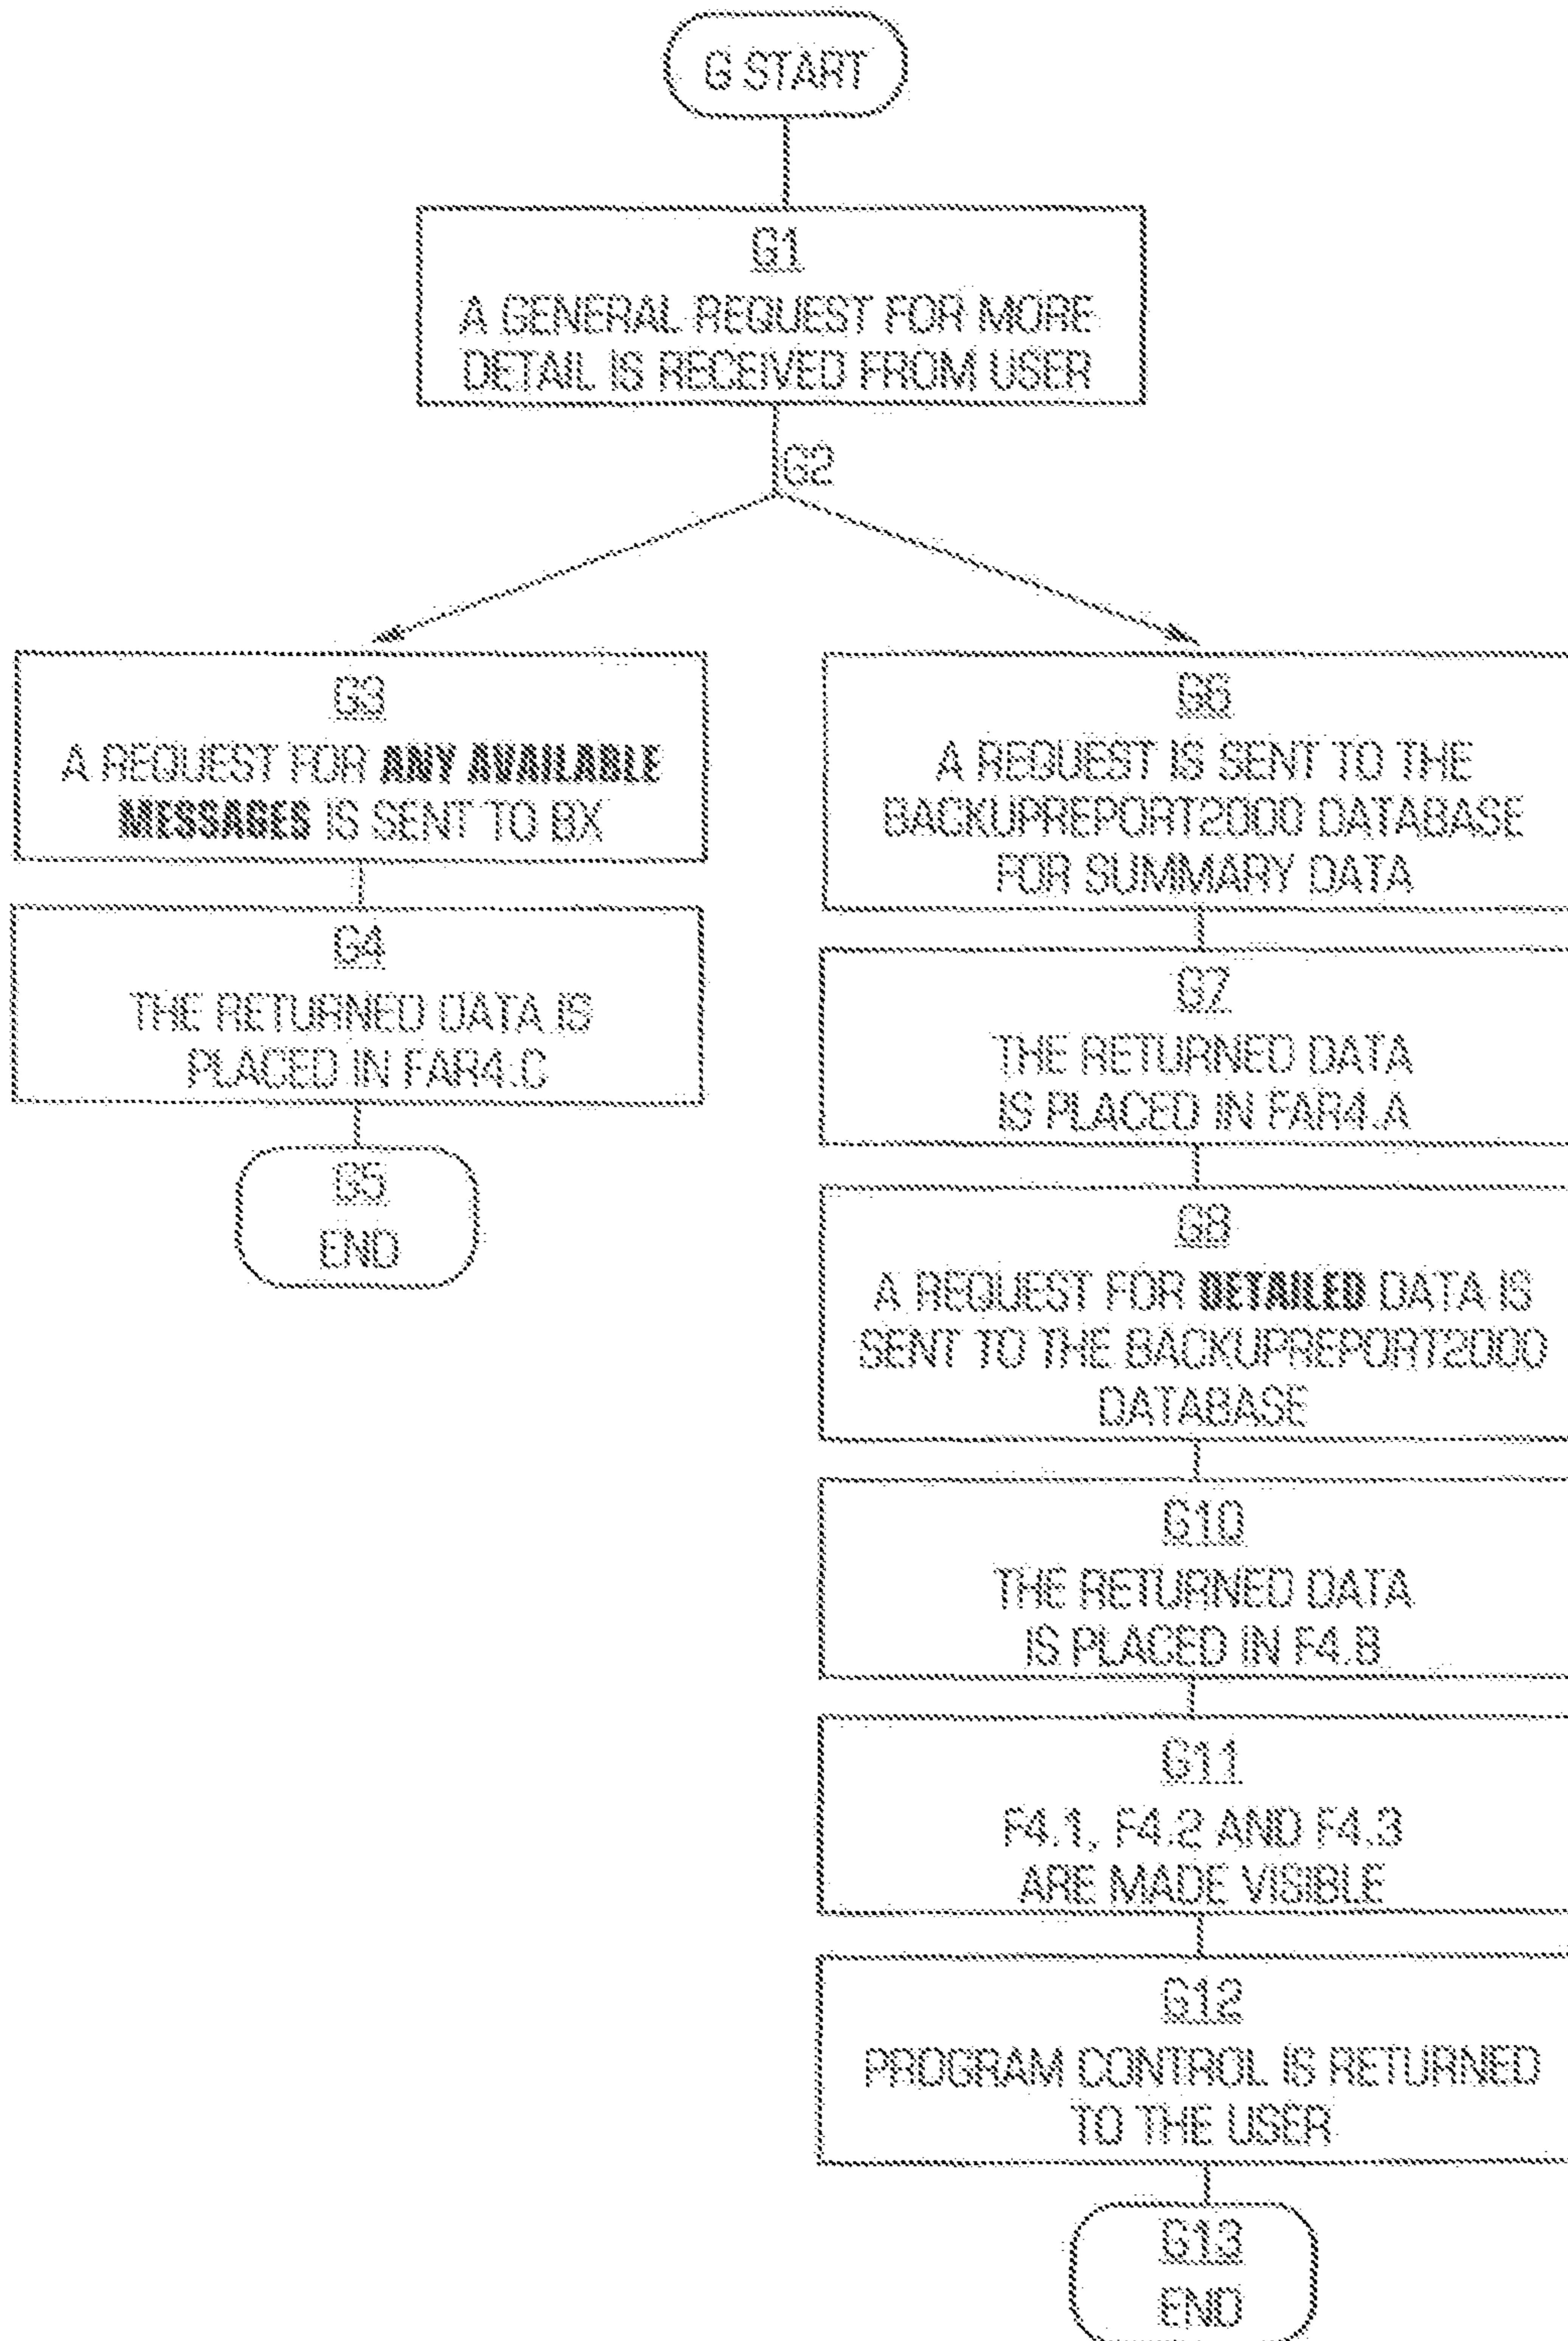 G START
G1
A GENERAL REQUEST FOR MORE
DETAIL IS RECEIVED FROM USER
G2
G3
A REQUEST FOR ANY AVAILABLE
MESSAGES IS SENT TO BX
G4
THE RETURNED DATA IS
PLACED IN FAR4.C
G5
END
G6
A REQUEST IS SENT TO THE
BACKUPREPORT2000 DATABASE
FOR SUMMARY DATA
G7
THE RETURNED DATA
IS PLACED IN FAR4.A
G8
A REQUEST FOR DETAILED DATA IS
SENT TO THE BACKUPREPORT2000
DATABASE
G10
THE RETURNED DATA
IS PLACED IN F4.B
G11
F4.1, F4.2 AND F4.3
ARE MADE VISIBLE
G12
PROGRAM CONTROL IS RETURNED
TO THE USER
G13
END